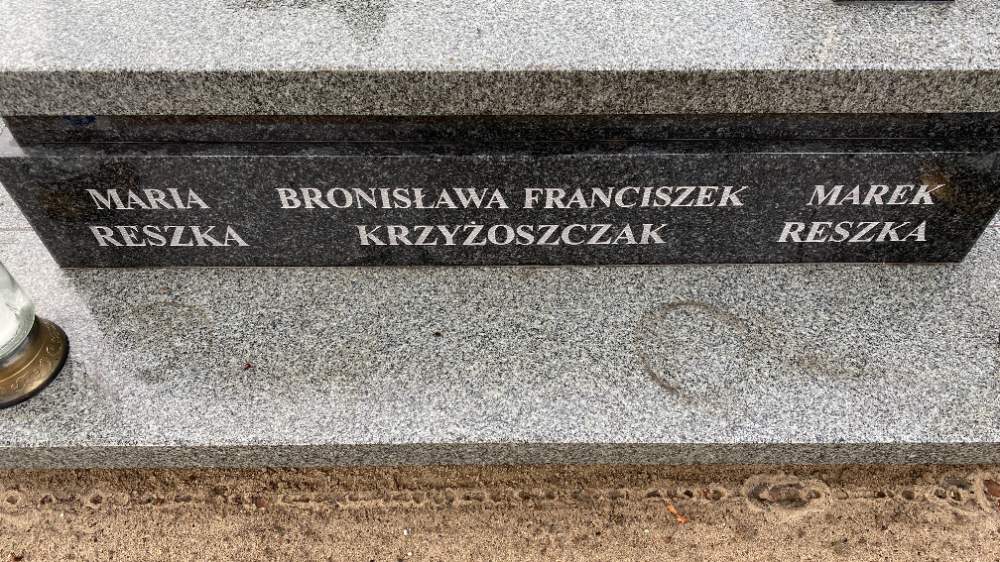 MARIA BRONISŁAWA FRANCISZEK MAREK
RESZKA KRZYŻOSZCZAK RESZKA